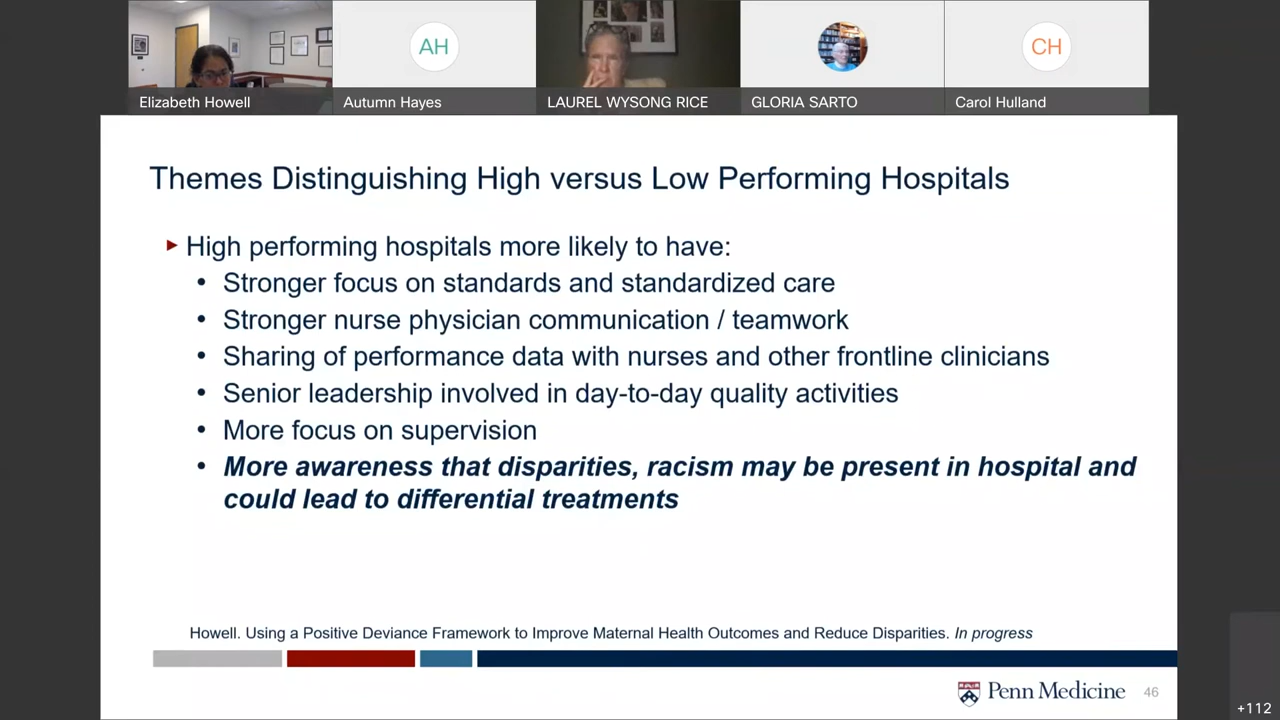 AH
CH
Elizabeth Howell
Autumn Hayes
LAUREL WYSONG RICE
GLORIA SARTO
Carol Hulland
Themes Distinguishing High versus Low Performing Hospitals
High performing hospitals more likely to have:
• Stronger focus on standards and standardized care
• Stronger nurse physician communication / teamwork
• Sharing of performance data with nurses and other frontline clinicians
• Senior leadership involved in day-to-day quality activities
• More focus on supervision
• More awareness that disparities, racism may be present in hospital and
could lead to differential treatments
Howell. Using a Positive Deviance Framework to Improve Maternal Health Outcomes and Reduce Disparities. In progress
Penn Medicine
46
+112